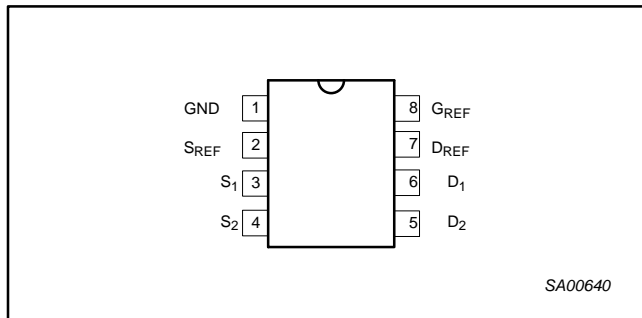 GND 1 8 GREF
SREF 2 7 DREF
S1 3 6 D1
S2 4 5 D2
SA00640